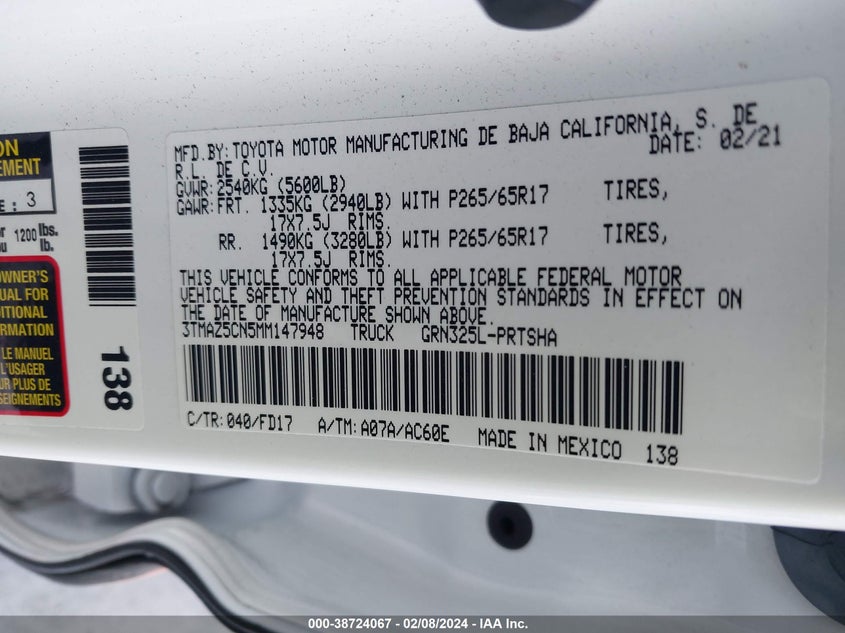 ON
EMENT
E : 3
or 1200 lbs.
ou lb.
OWNER'S
UAL FOR
DITIONAL
ORMATION
LE MANUEL
L'USAGER
UR PLUS DE
SEIGNEMENTS
138
MFD.BY:TOYOTA MOTOR MANUFACTURING DE BAJA CALIFORNIA, S. DE
R.L. DE C.V. DATE: 02/21
GVWR:2540KG (5600LB)
GAWR:FRT. 1335KG (2940LB) WITH P265/65R17 TIRES,
17X7.5J RIMS.
RR. 1490KG (3280LB) WITH P265/65R17 TIRES,
17X7.5J RIMS.
THIS VEHICLE CONFORMS TO ALL APPLICABLE FEDERAL MOTOR
VEHICLE SAFETY AND THEFT PREVENTION STANDARDS IN EFFECT ON
THE DATE OF MANUFACTURE SHOWN ABOVE.
3TMAZ5CN5MM147948 TRUCK GRN325L-PRTSHA
C/TR:040/FD17 A/TM:A07A/AC60E MADE IN MEXICO 138
000-38724067 - 02/08/2024 - IAA Inc.